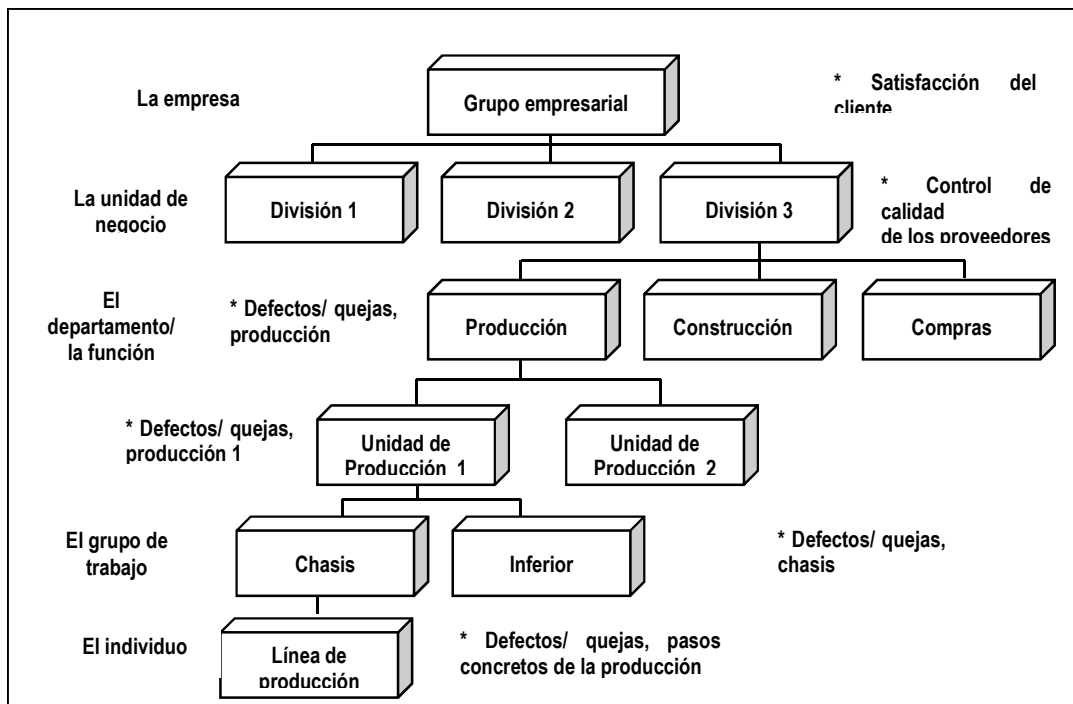 La empresa
Grupo empresarial
* Satisfacción del
cliente
La unidad de
negocio
División 1
División 2
División 3
* Control de
calidad
de los proveedores
El
departamento/
la función
* Defectos/ quejas,
producción
Producción
Construcción
Compras
* Defectos/ quejas,
producción 1
Unidad de
Producción 1
Unidad de
Producción 2
El grupo de
trabajo
Chasis
Inferior
* Defectos/ quejas,
chasis
El individuo
Línea de
producción
* Defectos/ quejas, pasos
concretos de la producción